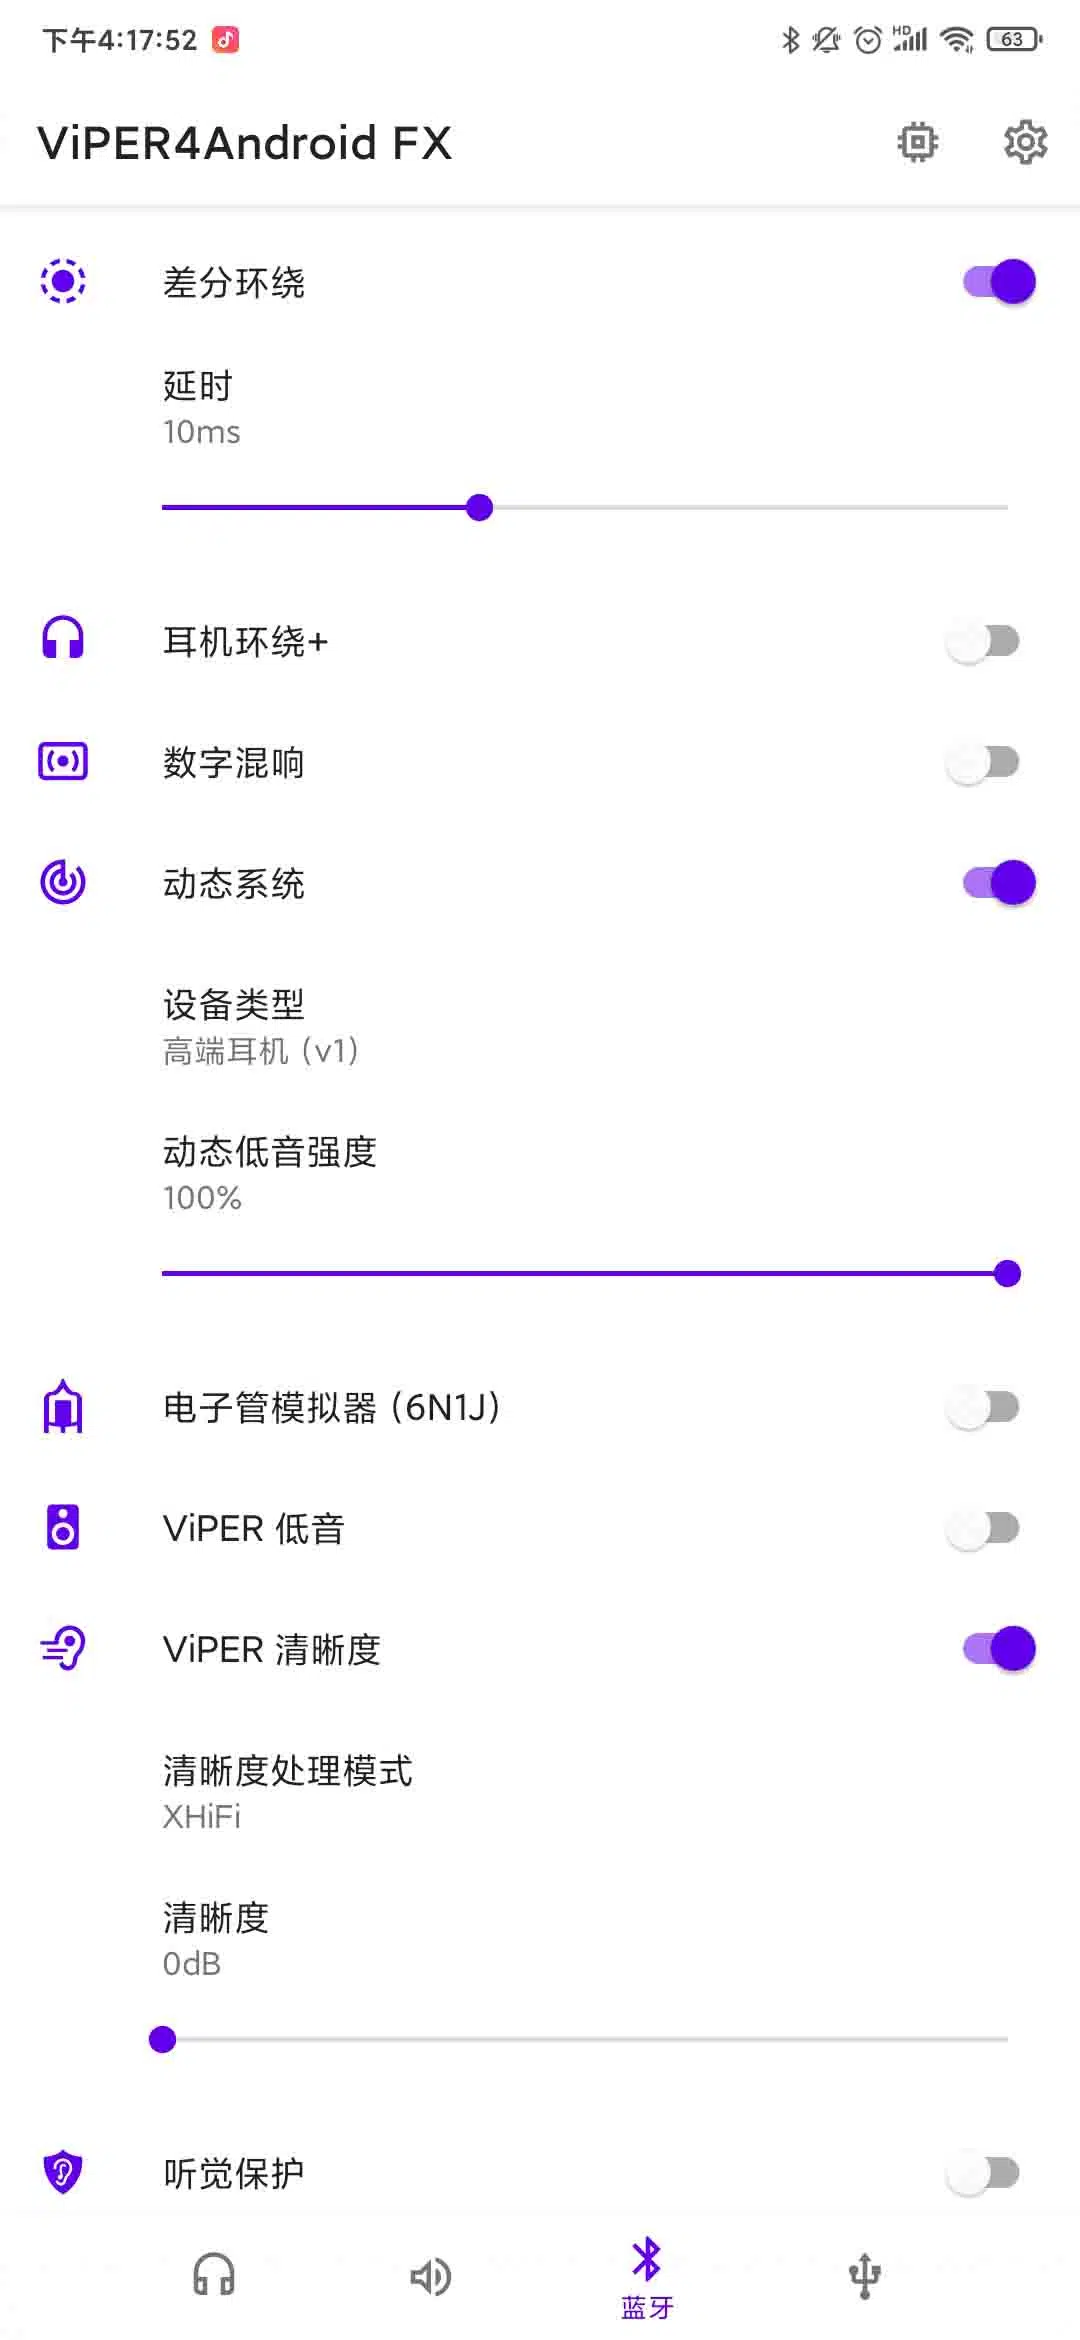 下午4:17:52
HD
63
ViPER4Android FX
差分环绕
延时
10ms
耳机环绕+
数字混响
动态系统
设备类型
高端耳机 (v1)
动态低音强度
100%
电子管模拟器 (6N1J)
ViPER 低音
ViPER 清晰度
清晰度处理模式
XHiFi
清晰度
0dB
听觉保护
蓝牙